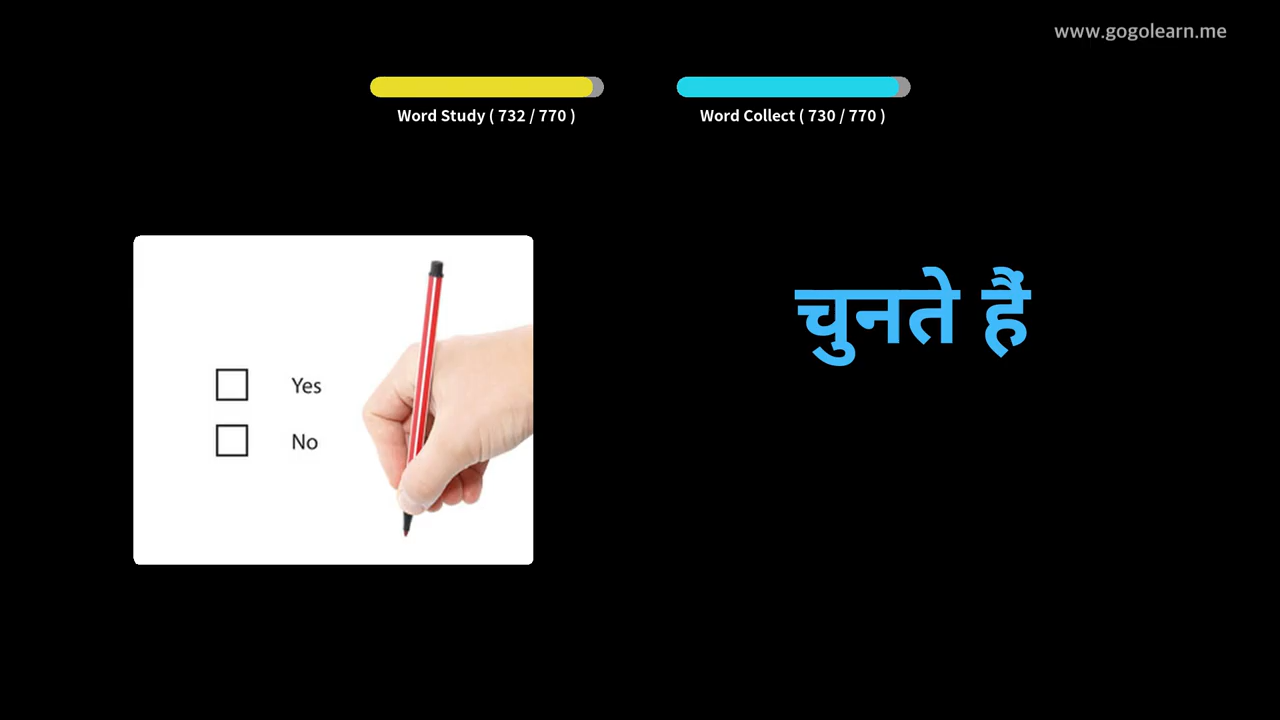 www.gogolearn.me
Word Study ( 732 / 770 )
Word Collect ( 730 / 770 )
चुनते हैं
Yes
No